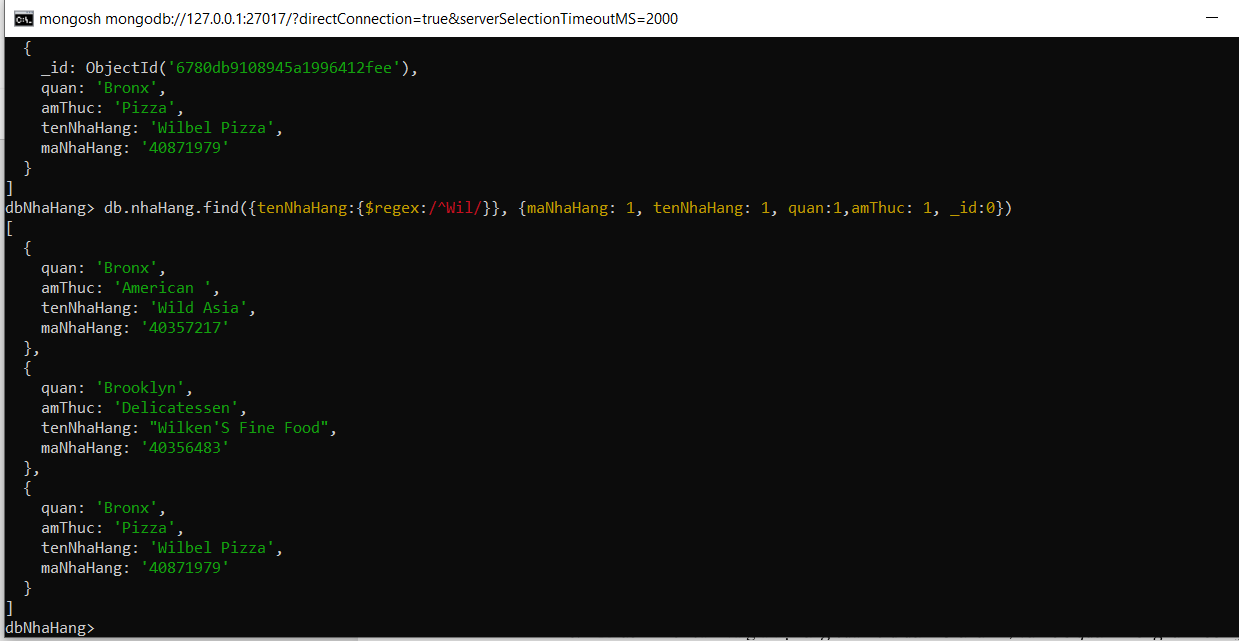 mongosh mongodb://127.0.0.1:27017/?directConnection=true&serverSelectionTimeoutMS=2000
{
_id: ObjectId('6780db9108945a1996412fee'),
quan: 'Bronx',
amThuc: 'Pizza',
tenNhaHang: 'Wilbel Pizza',
maNhaHang: '40871979'
}
]
dbNhaHang> db.nhaHang.find({tenNhaHang:{$regex:/^Wil/}}, {maNhaHang: 1, tenNhaHang: 1, quan:1,amThuc: 1, _id:0})
[
{
quan: 'Bronx',
amThuc: 'American ',
tenNhaHang: 'Wild Asia',
maNhaHang: '40357217'
},
{
quan: 'Brooklyn',
amThuc: 'Delicatessen',
tenNhaHang: "Wilken'S Fine Food",
maNhaHang: '40356483'
},
{
quan: 'Bronx',
amThuc: 'Pizza',
tenNhaHang: 'Wilbel Pizza',
maNhaHang: '40871979'
}
]
dbNhaHang>